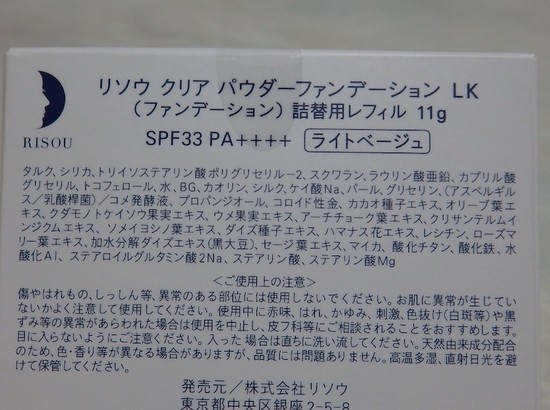 リソウ クリア パウダーファンデーション LK
（ファンデーション）詰替用レフィル 11g
RISOU
SPF33 PA++++ ライトベージュ
タルク、シリカ、トリイソステアリン酸ポリグリセリル−2、スクワラン、ラウリン酸亜鉛、カプリル酸
グリセリル、トコフェロール、水、BG、カオリン、シルク、ケイ酸Na、パール、グリセリン、（アスペルギル
ス／乳酸桿菌）／コメ発酵液、プロパンジオール、コロイド性金、カカオ種子エキス、オリーブ葉エ
キス、クダモノトケイソウ果実エキス、ウメ果実エキス、アーチチョーク葉エキス、クリサンテルムイ
ンジクムエキス、ソメイヨシノ葉エキス、ダイズ種子エキス、ハマナス花エキス、レシチン、ローズマ
リー葉エキス、加水分解ダイズエキス（黒大豆）、セージ葉エキス、マイカ、酸化チタン、酸化鉄、水
酸化Al、ステアロイルグルタミン酸2Na、ステアリン酸、ステアリン酸Mg
＜ご使用上の注意＞
傷やはれもの、しっしん等、異常のある部位には使用しないでください。お肌に異常が生じてい
ないかよく注意して使用してください。使用中に赤味、はれ、かゆみ、刺激、色抜け（白斑等）や黒
ずみ等の異常があらわれた場合は使用を中止し、皮フ科等にご相談されることをおすすめします。
目に入らないようにご注意ください。入った場合は直ちに洗い流してください。天然由来成分配合
のため、色・香り等が異なる場合がありますが、品質には問題ありません。高温多湿、直射日光を避
けて保管してください。
発売元／株式会社リソウ
東京都中央区銀座2-5-8